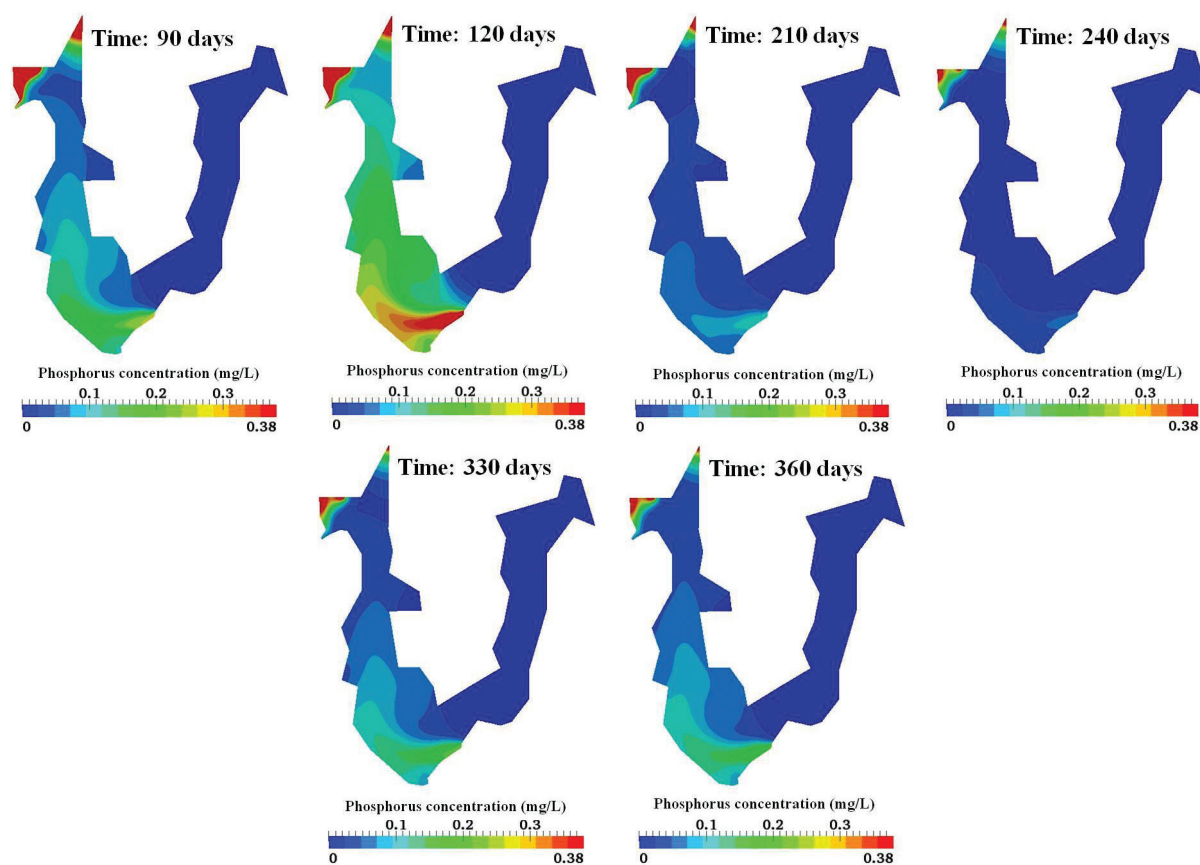 Time: 90 days
Time: 120 days
Time: 210 days
Time: 240 days
Phosphorus concentration (mg/L)
0.1 0.2 0.3
0 0.38
Phosphorus concentration (mg/L)
0.1 0.2 0.3
0 0.38
Phosphorus concentration (mg/L)
0.1 0.2 0.3
0 0.38
Phosphorus concentration (mg/L)
0.1 0.2 0.3
0 0.38
Time: 330 days
Time: 360 days
Phosphorus concentration (mg/L)
0.1 0.2 0.3
0 0.38
Phosphorus concentration (mg/L)
0.1 0.2 0.3
0 0.38